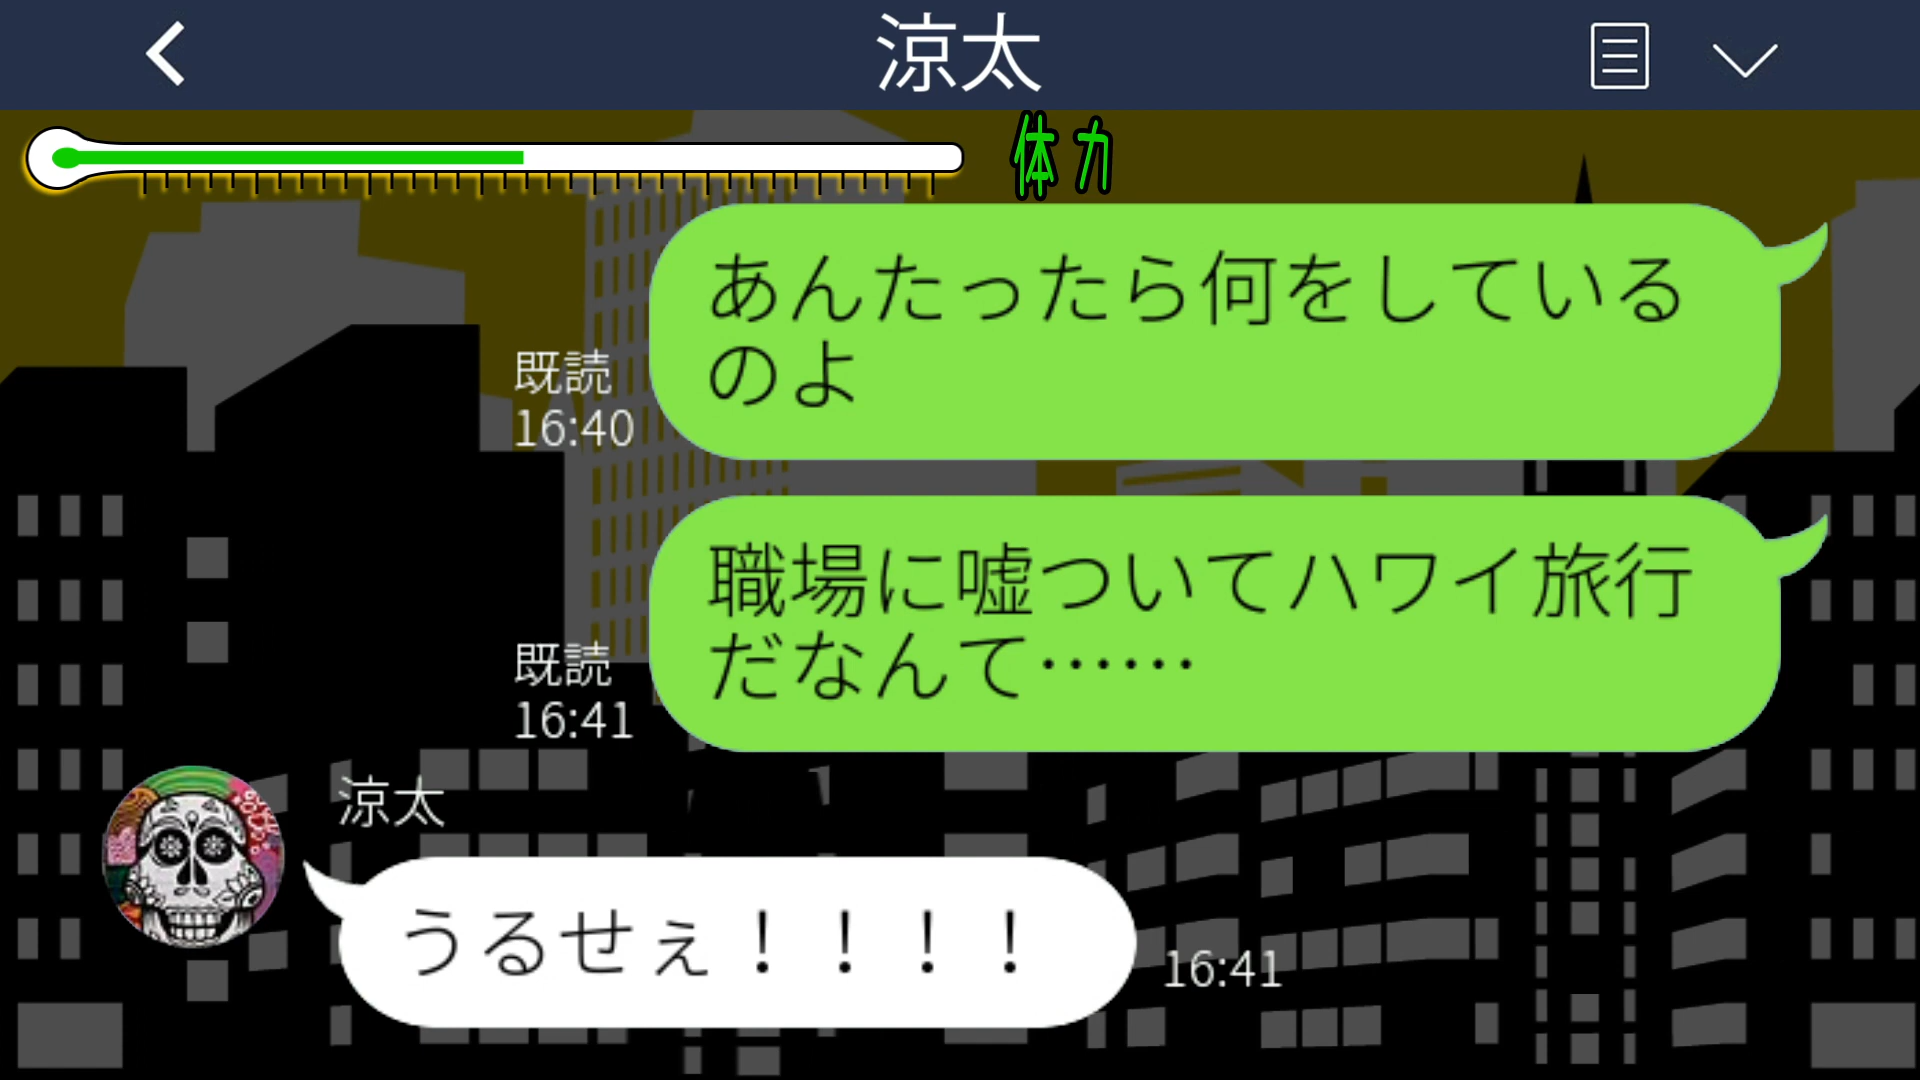 涼太
体力
あんたったら何をしている
のよ
既読
16:40
職場に嘘ついてハワイ旅行
だなんて……
既読
16:41
涼太
うるせぇ！！！！
16:41